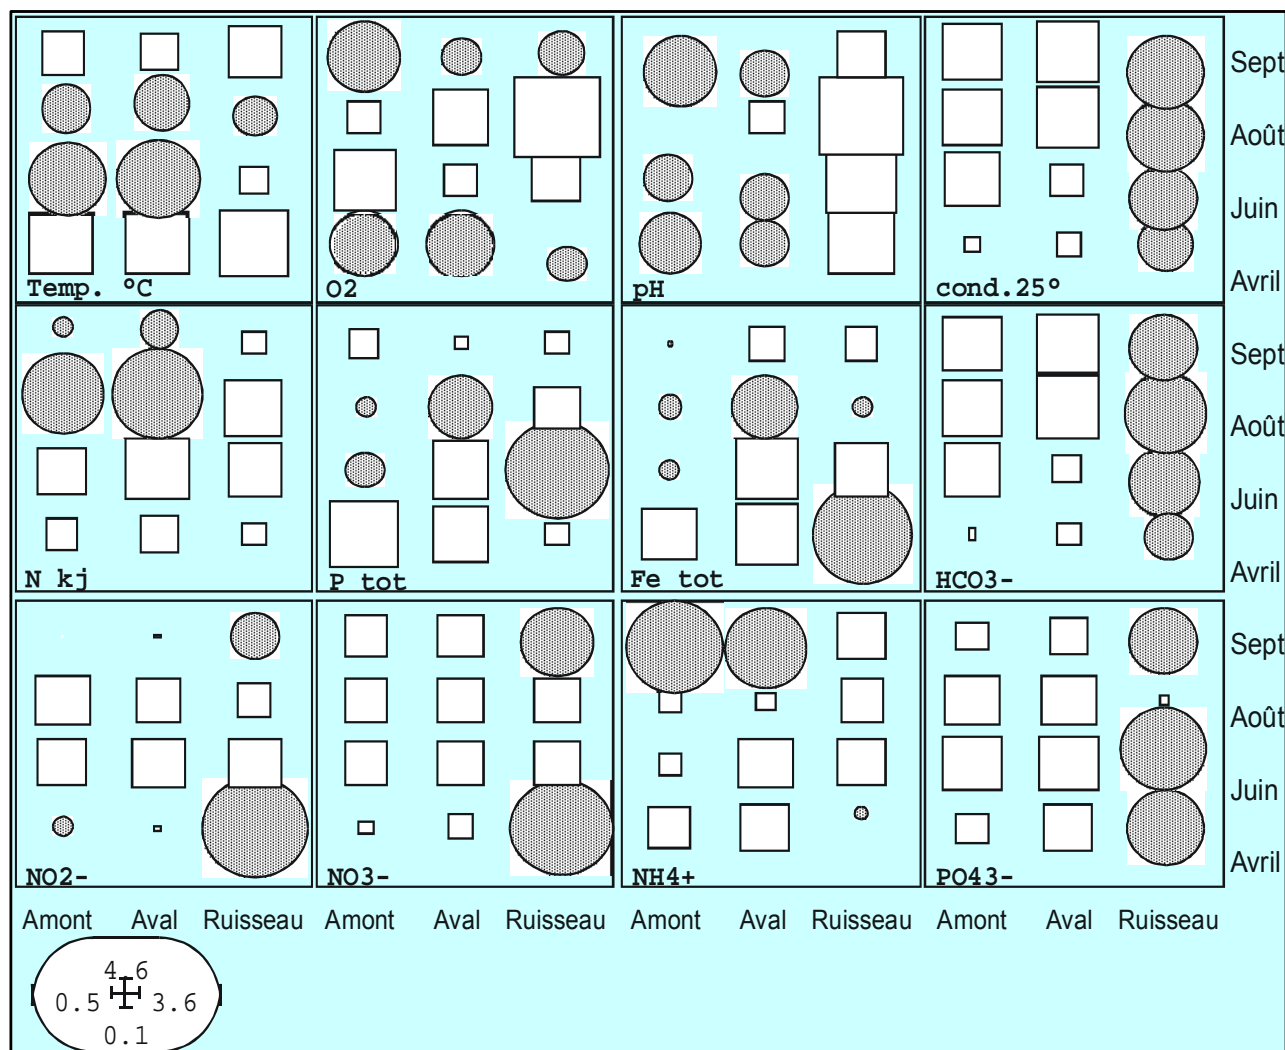 Sept
Août
Juin
Avril
Temp. °C
O2
pH
cond.25°
Sept
Août
Juin
Avril
N kj
P tot
Fe tot
HCO3-
Sept
Août
Juin
Avril
NO2-
NO3-
NH4+
PO43-
Amont Aval Ruisseau Amont Aval Ruisseau Amont Aval Ruisseau Amont Aval Ruisseau
4.6
0.5 3.6
0.1